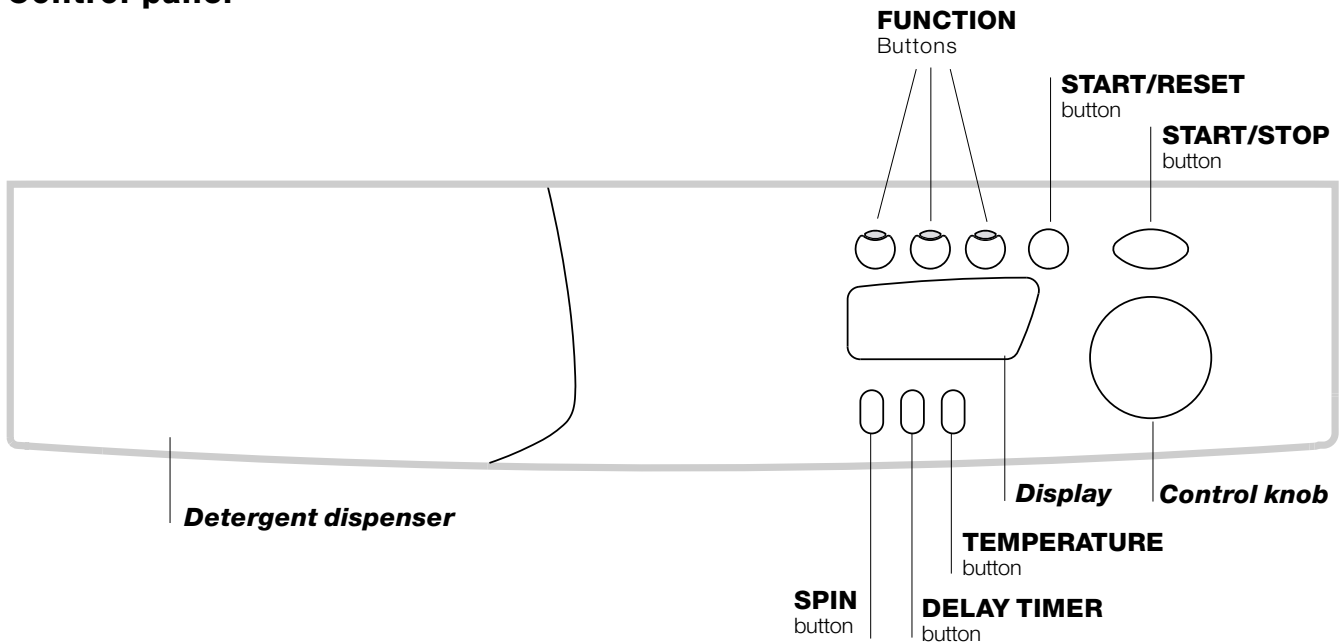 Control panel
FUNCTION
Buttons
START/RESET
button
START/STOP
button
Detergent dispenser
Display
Control knob
TEMPERATURE
button
SPIN
button
DELAY TIMER
button